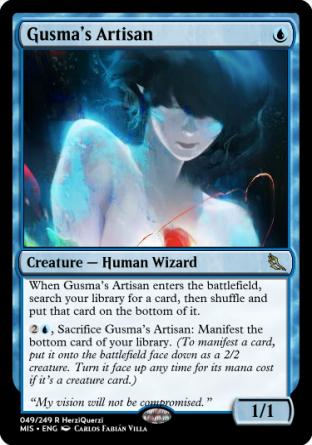 Gusma's Artisan
Creature — Human Wizard
When Gusma's Artisan enters the battlefield,
search your library for a card, then shuffle and
put that card on the bottom of it.
2, Sacrifice Gusma's Artisan: Manifest the
bottom card of your library. (To manifest a card,
put it onto the battlefield face down as a 2/2
creature. Turn it face up any time for its mana
cost if it's a creature card.)
“My vision will not be compromised.”
1/1
049/249 R HerziQuerzi
MIS • ENG Carlos Fabián Villa